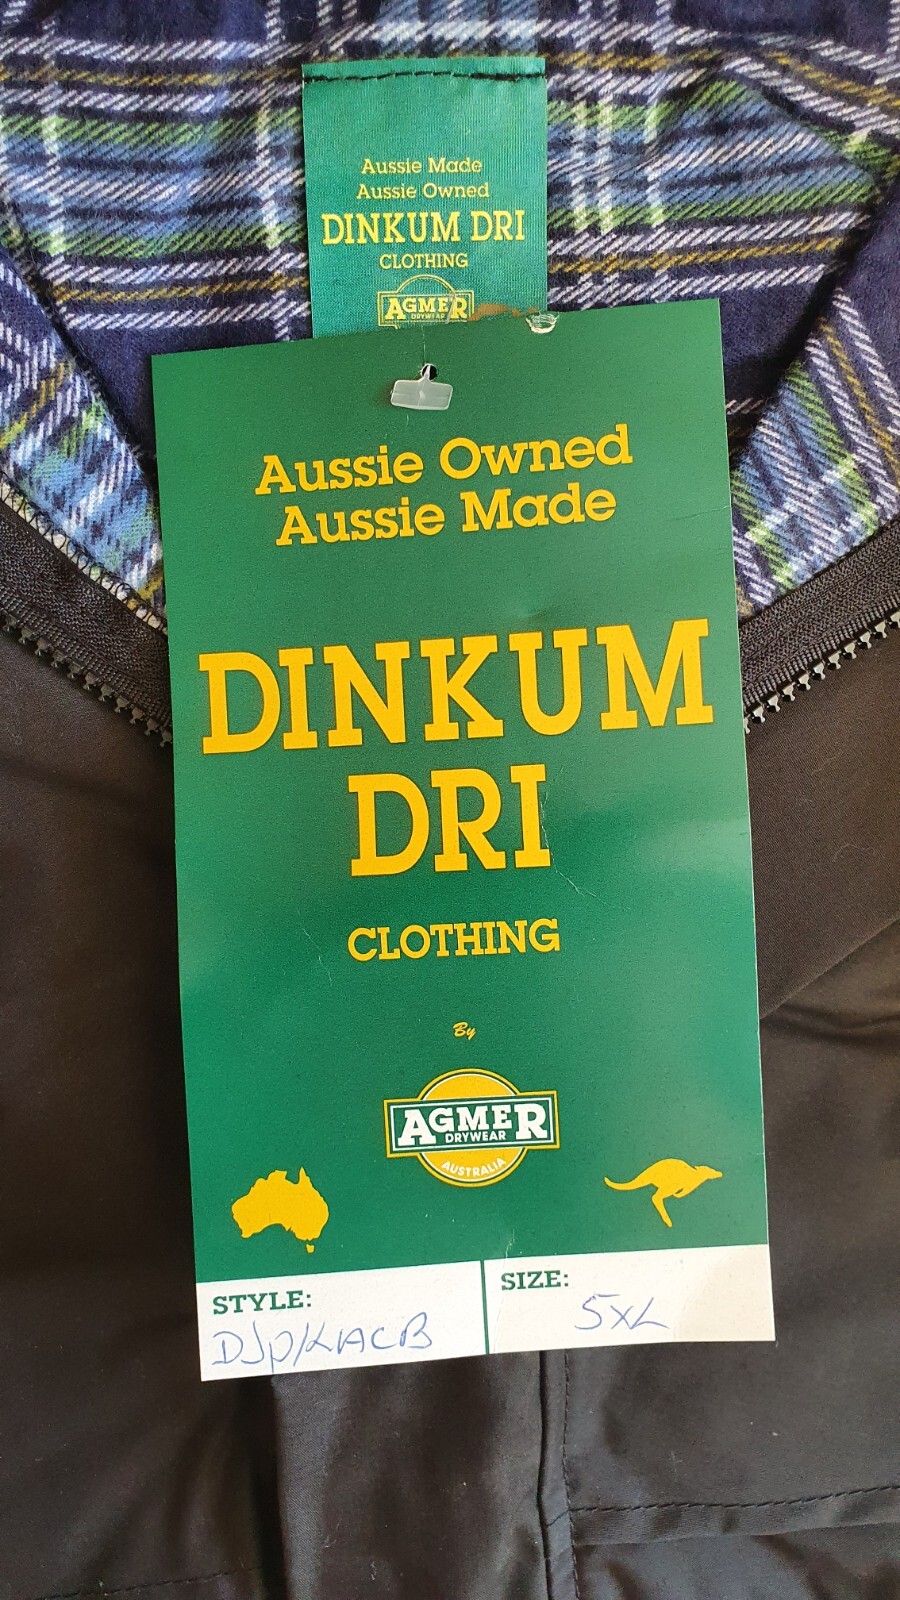 Aussie Made
Aussie Owned
DINKUM DRI
CLOTHING
AGMER
DRYWEAR
Aussie Owned
Aussie Made
DINKUM
DRI
CLOTHING
By
AGMER
DRYWEAR
AUSTRALIA
STYLE:
SIZE:
5XL